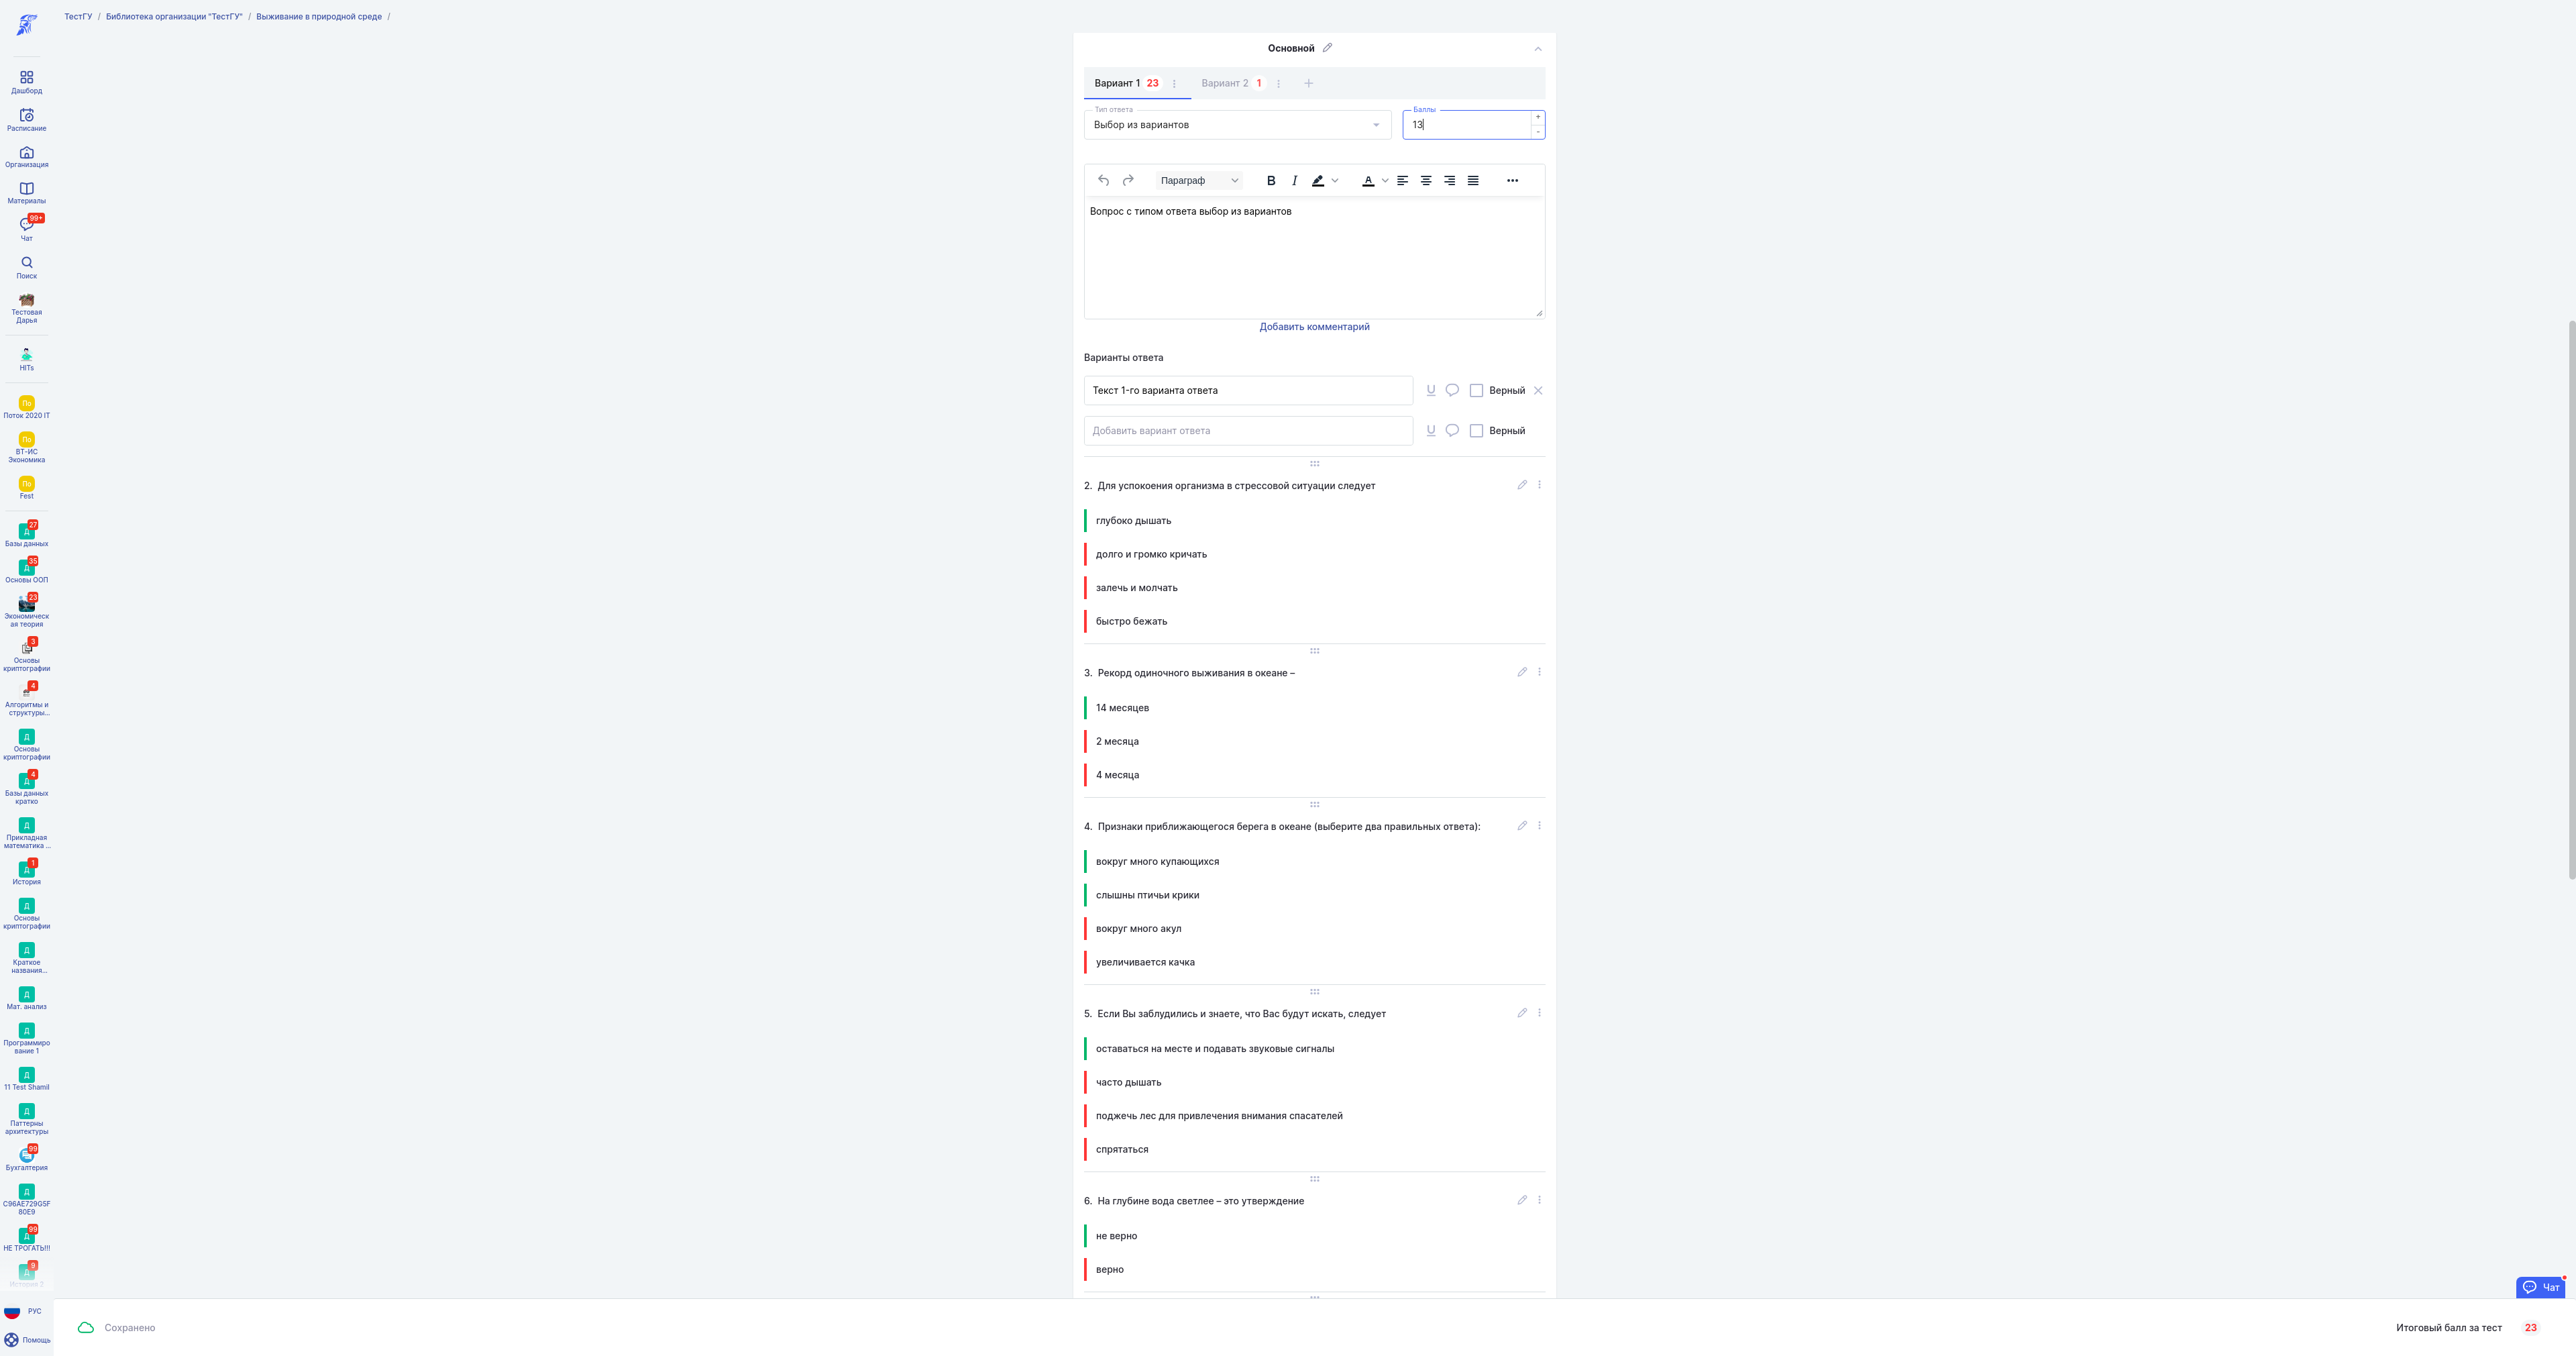 ТестГУ / Библиотека организации "ТестГУ" / Выживание в природной среде /
Дашборд
Расписание
Организация
Материалы
99+
Чат
Поиск
Тестовая
Дарья
HITs
По
Поток 2020 IT
По
ВТ-ИС
Экономика
По
Fest
27
Д
Базы данных
35
Д
Основы ООП
23
Экономическ
ая теория
3
Основы
криптографии
4
Алгоритмы и
структуры...
Д
Основы
криптографии
4
Д
Базы данных
кратко
Д
Прикладная
математика ...
1
Д
История
Д
Основы
криптографии
Д
Краткое
названия...
Д
Мат. анализ
Д
Программиро
вание 1
Д
11 Test Shamil
Д
Паттерны
архитектуры
99
Бухгалтерия
Д
C96AE729G5F
80E9
99
Д
НЕ ТРОГАТЬ!!!
9
Д
История 2
РУС
Помощь
Основной
Вариант 1 23
Вариант 2 1
+
Тип ответа
Выбор из вариантов
Баллы
13
+
-
Параграф
B I A
Вопрос с типом ответа выбор из вариантов
Добавить комментарий
Варианты ответа
Текст 1-го варианта ответа
Верный
Добавить вариант ответа
Верный
2. Для успокоения организма в стрессовой ситуации следует
глубоко дышать
долго и громко кричать
залечь и молчать
быстро бежать
3. Рекорд одиночного выживания в океане –
14 месяцев
2 месяца
4 месяца
4. Признаки приближающегося берега в океане (выберите два правильных ответа):
вокруг много купающихся
слышны птичьи крики
вокруг много акул
увеличивается качка
5. Если Вы заблудились и знаете, что Вас будут искать, следует
оставаться на месте и подавать звуковые сигналы
часто дышать
поджечь лес для привлечения внимания спасателей
спрятаться
6. На глубине вода светлее – это утверждение
не верно
верно
Чат
Сохранено
Итоговый балл за тест 23